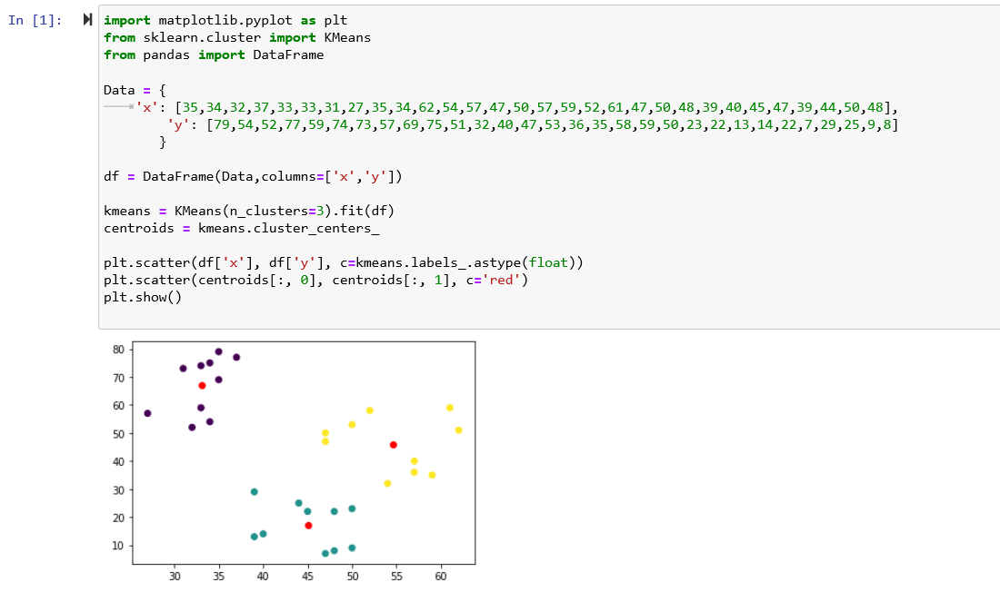 In [1]:
import matplotlib.pyplot as plt
from sklearn.cluster import KMeans
from pandas import DataFrame
Data = {
'x': [35,34,32,37,33,33,31,27,35,34,62,54,57,47,50,57,59,52,61,47,50,48,39,40,45,47,39,44,50,48],
'y': [79,54,52,77,59,74,73,57,69,75,51,32,40,47,53,36,35,58,59,50,23,22,13,14,22,7,29,25,9,8]
}
df = DataFrame(Data,columns=['x','y'])
kmeans = KMeans(n_clusters=3).fit(df)
centroids = kmeans.cluster_centers_
plt.scatter(df['x'], df['y'], c=kmeans.labels_.astype(float))
plt.scatter(centroids[:, 0], centroids[:, 1], c='red')
plt.show()
80
70
60
50
40
30
20
10
30 35 40 45 50 55 60